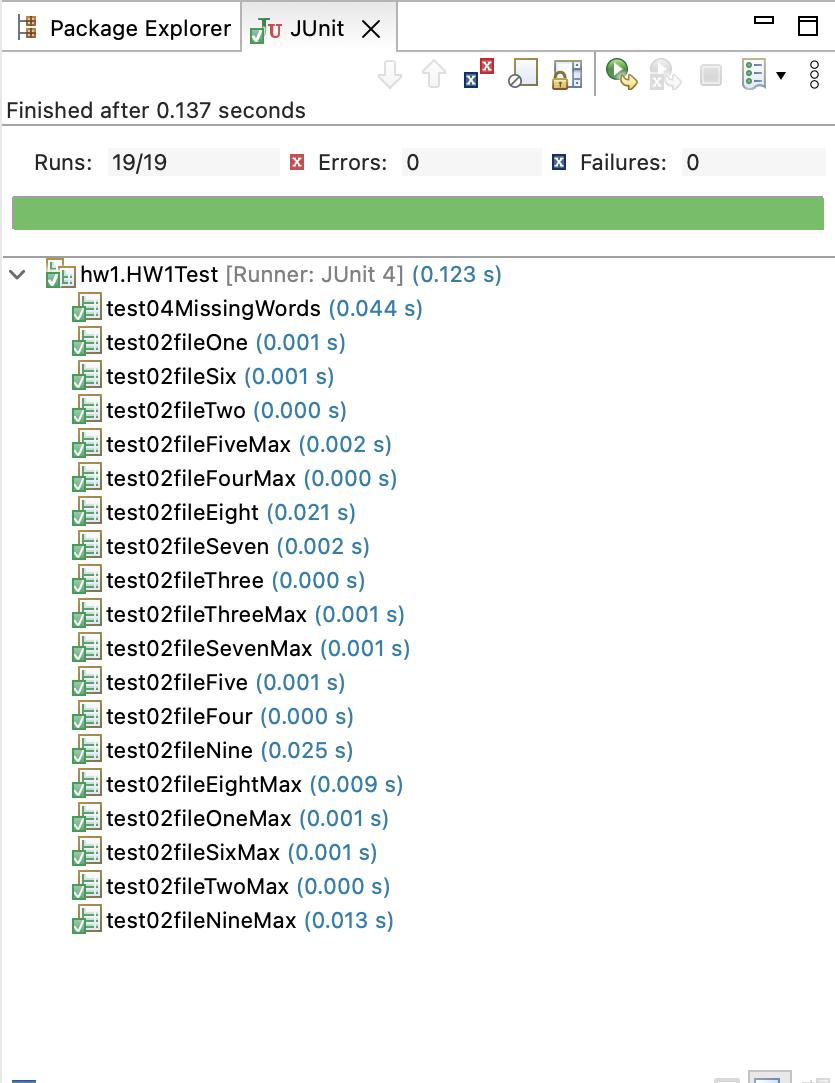 Package Explorer JUnit
Finished after 0.137 seconds
Runs: 19/19 Errors: 0 Failures: 0
hw1.HW1Test [Runner: JUnit 4] (0.123 s)
test04MissingWords (0.044 s)
test02fileOne (0.001 s)
test02fileSix (0.001 s)
test02fileTwo (0.000 s)
test02fileFiveMax (0.002 s)
test02fileFourMax (0.000 s)
test02fileEight (0.021 s)
test02fileSeven (0.002 s)
test02fileThree (0.000 s)
test02fileThreeMax (0.001 s)
test02fileSevenMax (0.001 s)
test02fileFive (0.001 s)
test02fileFour (0.000 s)
test02fileNine (0.025 s)
test02fileEightMax (0.009 s)
test02fileOneMax (0.001 s)
test02fileSixMax (0.001 s)
test02fileTwoMax (0.000 s)
test02fileNineMax (0.013 s)